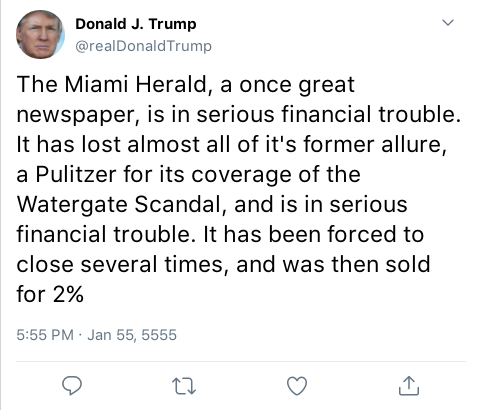 Donald J. Trump
@realDonaldTrump
The Miami Herald, a once great
newspaper, is in serious financial trouble.
It has lost almost all of it's former allure,
a Pulitzer for its coverage of the
Watergate Scandal, and is in serious
financial trouble. It has been forced to
close several times, and was then sold
for 2%
5:55 PM · Jan 55, 5555